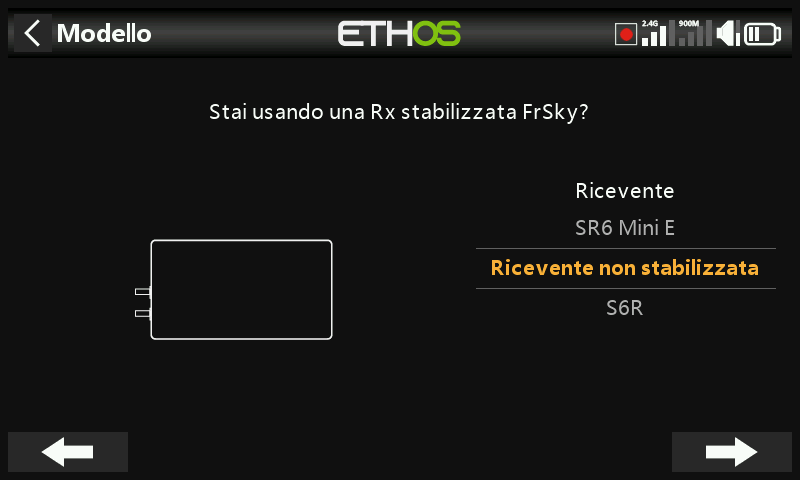 Modello
ETHOS
2.4G
900M
Stai usando una Rx stabilizzata FrSky?
Ricevente
SR6 Mini E
Ricevente non stabilizzata
S6R